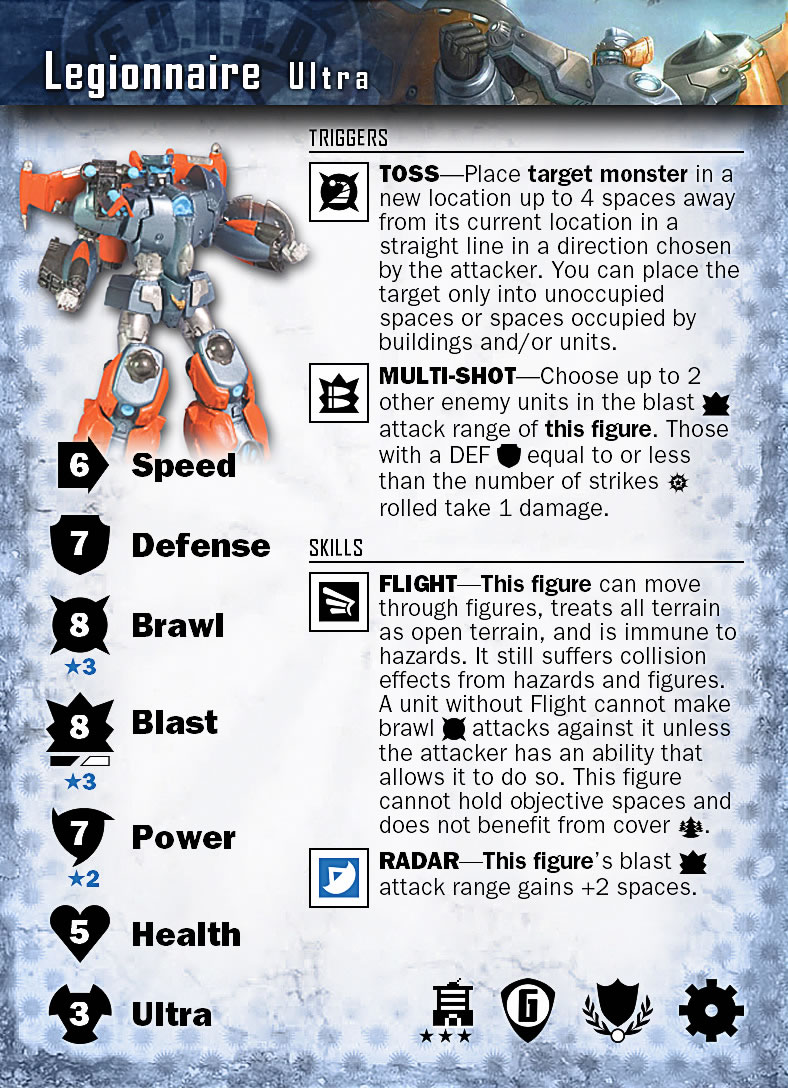 G.U.A.R.D
Legionnaire Ultra
TRIGGERS
TOSS—Place target monster in a
new location up to 4 spaces away
from its current location in a
straight line in a direction chosen
by the attacker. You can place the
target only into unoccupied
spaces or spaces occupied by
buildings and/or units.
MULTI-SHOT—Choose up to 2
other enemy units in the blast
attack range of this figure. Those
with a DEF equal to or less
than the number of strikes
rolled take 1 damage.
6 Speed
7 Defense
8 Brawl
★3
8 Blast
★3
7 Power
★2
5 Health
3 Ultra
SKILLS
FLIGHT—This figure can move
through figures, treats all terrain
as open terrain, and is immune to
hazards. It still suffers collision
effects from hazards and figures.
A unit without Flight cannot make
brawl attacks against it unless
the attacker has an ability that
allows it to do so. This figure
cannot hold objective spaces and
does not benefit from cover .
RADAR—This figure's blast
attack range gains +2 spaces.
★★★
G